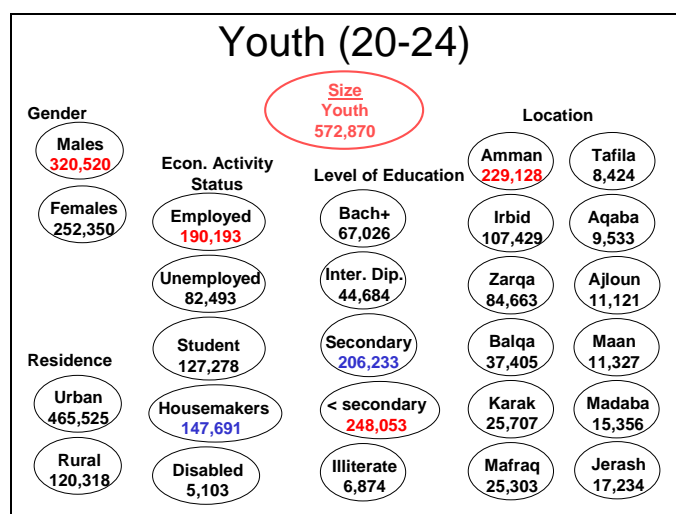 Youth (20-24)
Size
Youth
572,870
Gender
Males
320,520
Females
252,350
Residence
Urban
465,525
Rural
120,318
Econ. Activity
Status
Employed
190,193
Unemployed
82,493
Student
127,278
Housemakers
147,691
Disabled
5,103
Level of Education
Bach+
67,026
Inter. Dip.
44,684
Secondary
206,233
< secondary
248,053
Illiterate
6,874
Location
Amman
229,128
Irbid
107,429
Zarqa
84,663
Balqa
37,405
Karak
25,707
Mafraq
25,303
Tafila
8,424
Aqaba
9,533
Ajloun
11,121
Maan
11,327
Madaba
15,356
Jerash
17,234